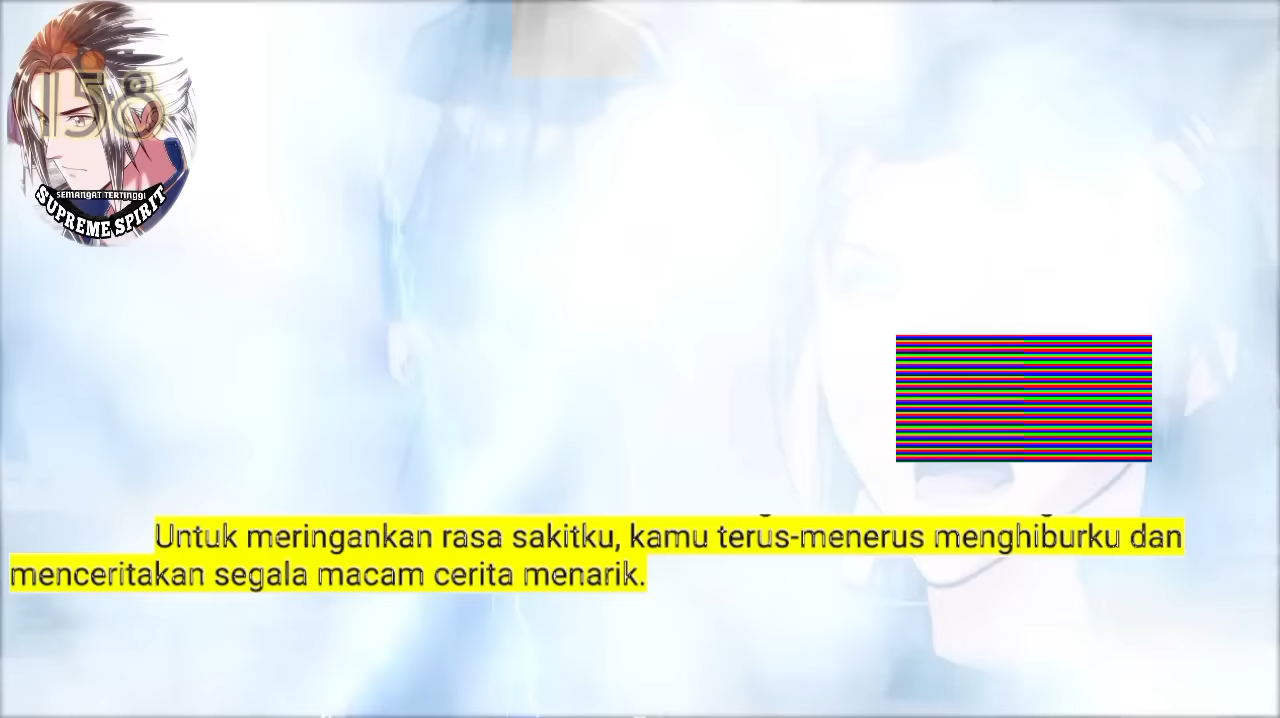 158
SEMANGAT TERTINGGI
SUPREME SPIRIT
Untuk meringankan rasa sakitku, kamu terus-menerus menghiburku dan
menceritakan segala macam cerita menarik.